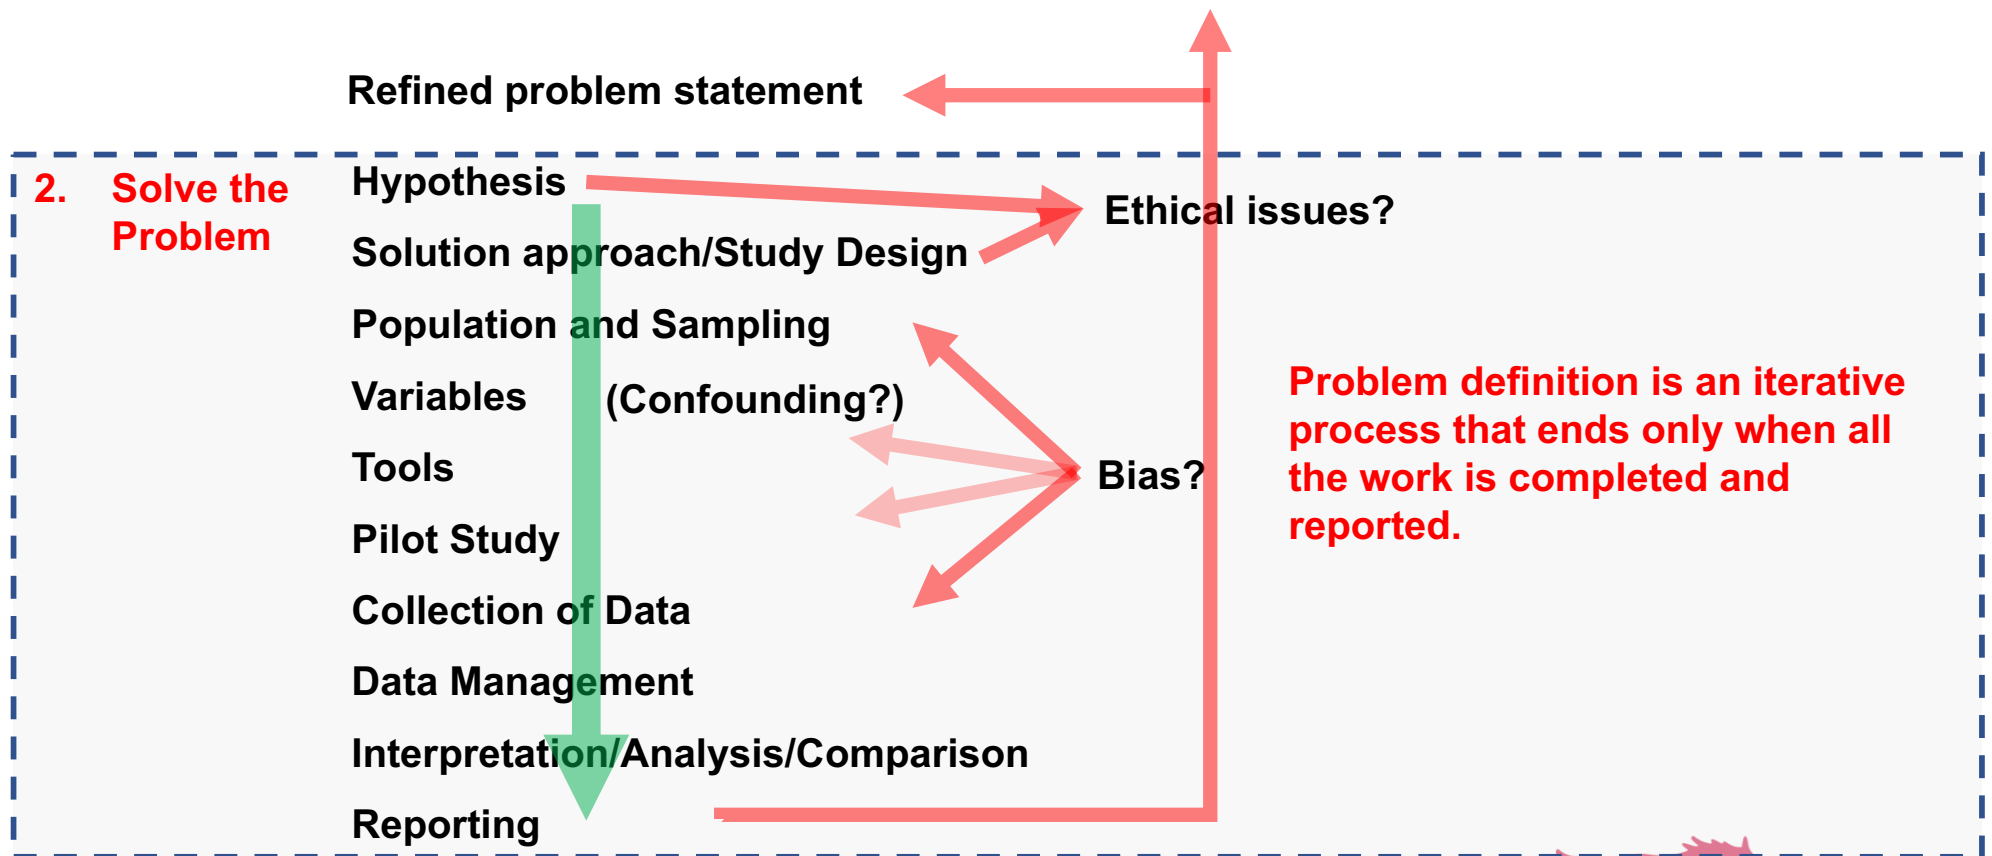 Refined problem statement
2. Solve the
Problem
Hypothesis
Ethical issues?
Solution approach/Study Design
Population and Sampling
Variables (Confounding?)
Tools
Bias?
Pilot Study
Collection of Data
Data Management
Interpretation/Analysis/Comparison
Reporting
Problem definition is an iterative
process that ends only when all
the work is completed and
reported.